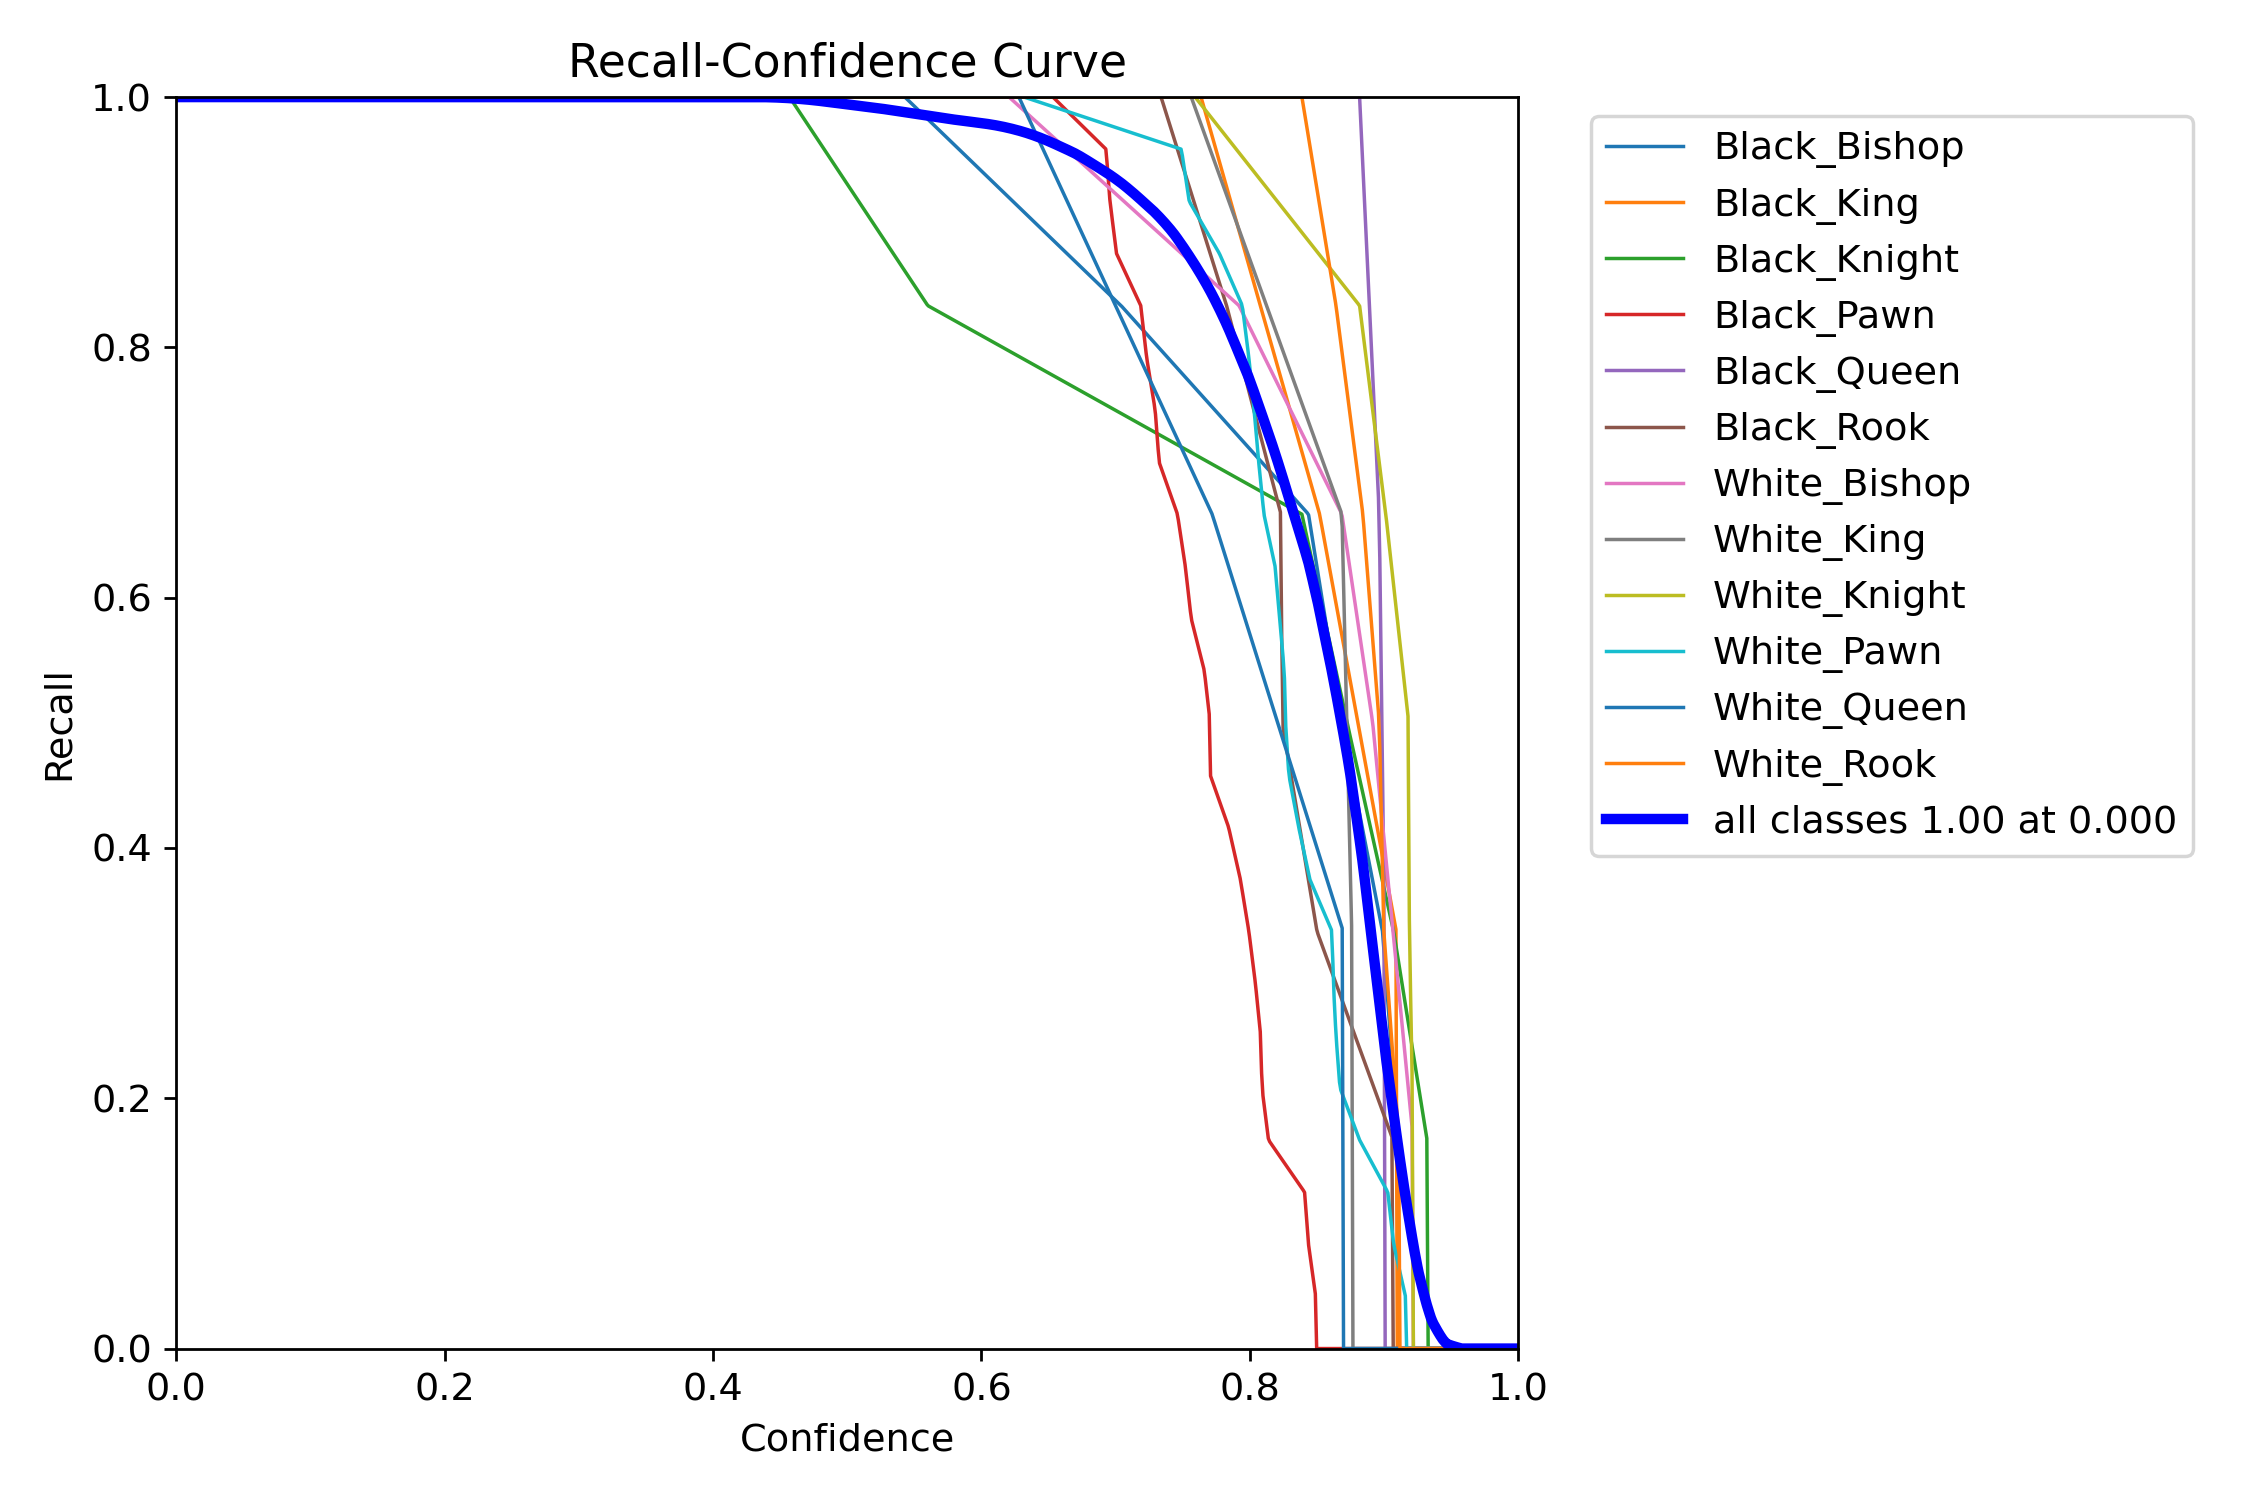 Recall-Confidence Curve
1.0
0.8
0.6
0.4
0.2
0.0
Recall
0.0 0.2 0.4 0.6 0.8 1.0
Confidence
Black_Bishop
Black_King
Black_Knight
Black_Pawn
Black_Queen
Black_Rook
White_Bishop
White_King
White_Knight
White_Pawn
White_Queen
White_Rook
all classes 1.00 at 0.000